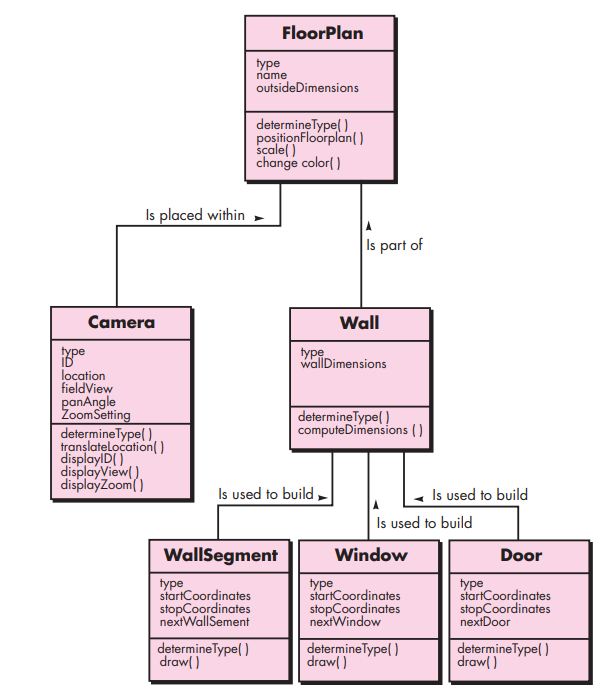 FloorPlan
type
name
outsideDimensions
determineType( )
positionFloorplan( )
scale( )
change color( )
Is placed within
Is part of
Camera
type
ID
location
fieldView
panAngle
ZoomSetting
determineType( )
translateLocation( )
displayID( )
displayView( )
displayZoom( )
Wall
type
wallDimensions
determineType( )
computeDimensions ( )
Is used to build
Is used to build
Is used to build
WallSegment
type
startCoordinates
stopCoordinates
nextWallSement
determineType( )
draw( )
Window
type
startCoordinates
stopCoordinates
nextWindow
determineType( )
draw( )
Door
type
startCoordinates
stopCoordinates
nextDoor
determineType( )
draw( )